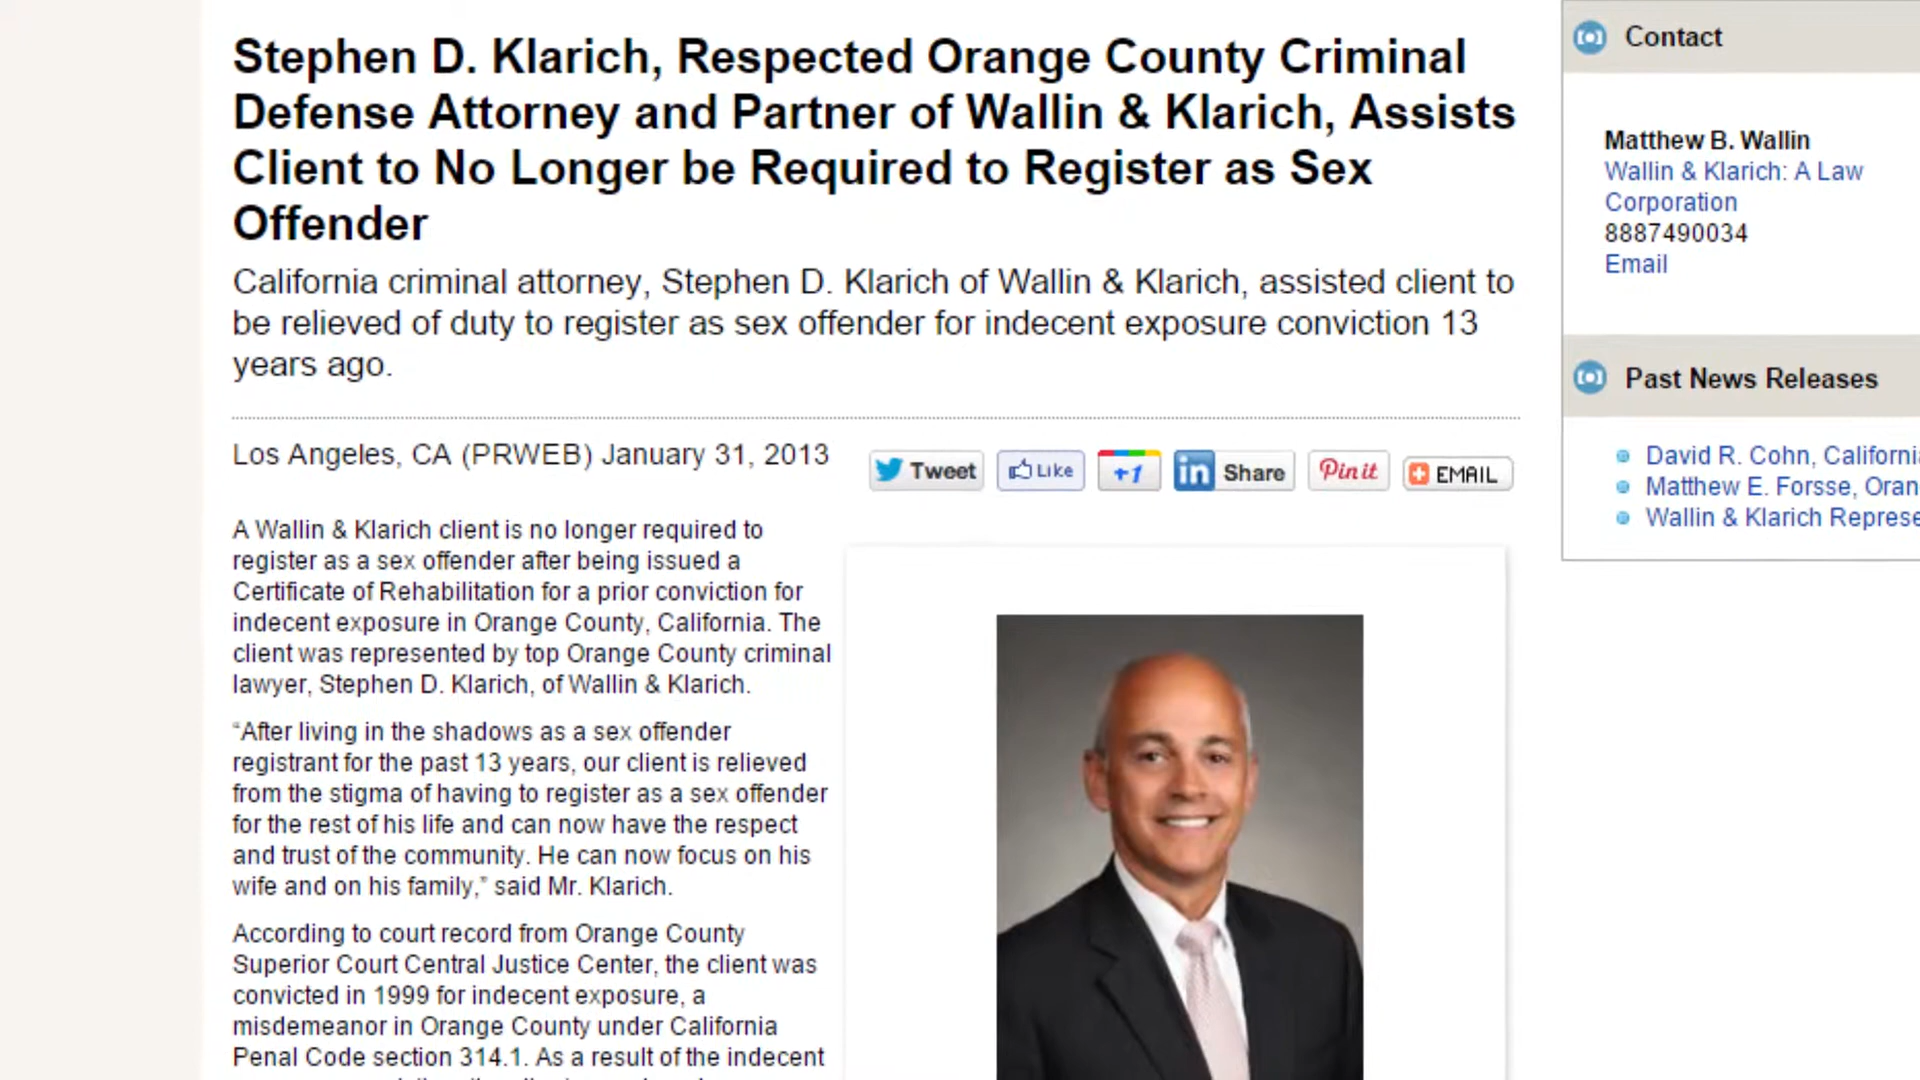 Stephen D. Klarich, Respected Orange County Criminal
Defense Attorney and Partner of Wallin & Klarich, Assists
Client to No Longer be Required to Register as Sex
Offender
California criminal attorney, Stephen D. Klarich of Wallin & Klarich, assisted client to
be relieved of duty to register as sex offender for indecent exposure conviction 13
years ago.
Los Angeles, CA (PRWEB) January 31, 2013
Tweet
Like
+1
in Share
Pin it
EMAIL
A Wallin & Klarich client is no longer required to
register as a sex offender after being issued a
Certificate of Rehabilitation for a prior conviction for
indecent exposure in Orange County, California. The
client was represented by top Orange County criminal
lawyer, Stephen D. Klarich, of Wallin & Klarich.
“After living in the shadows as a sex offender
registrant for the past 13 years, our client is relieved
from the stigma of having to register as a sex offender
for the rest of his life and can now have the respect
and trust of the community. He can now focus on his
wife and on his family,” said Mr. Klarich.
According to court record from Orange County
Superior Court Central Justice Center, the client was
convicted in 1999 for indecent exposure, a
misdemeanor in Orange County under California
Penal Code section 314.1. As a result of the indecent
Contact
Matthew B. Wallin
Wallin & Klarich: A Law
Corporation
8887490034
Email
Past News Releases
David R. Cohn, California
Matthew E. Forsse, Oran
Wallin & Klarich Represe